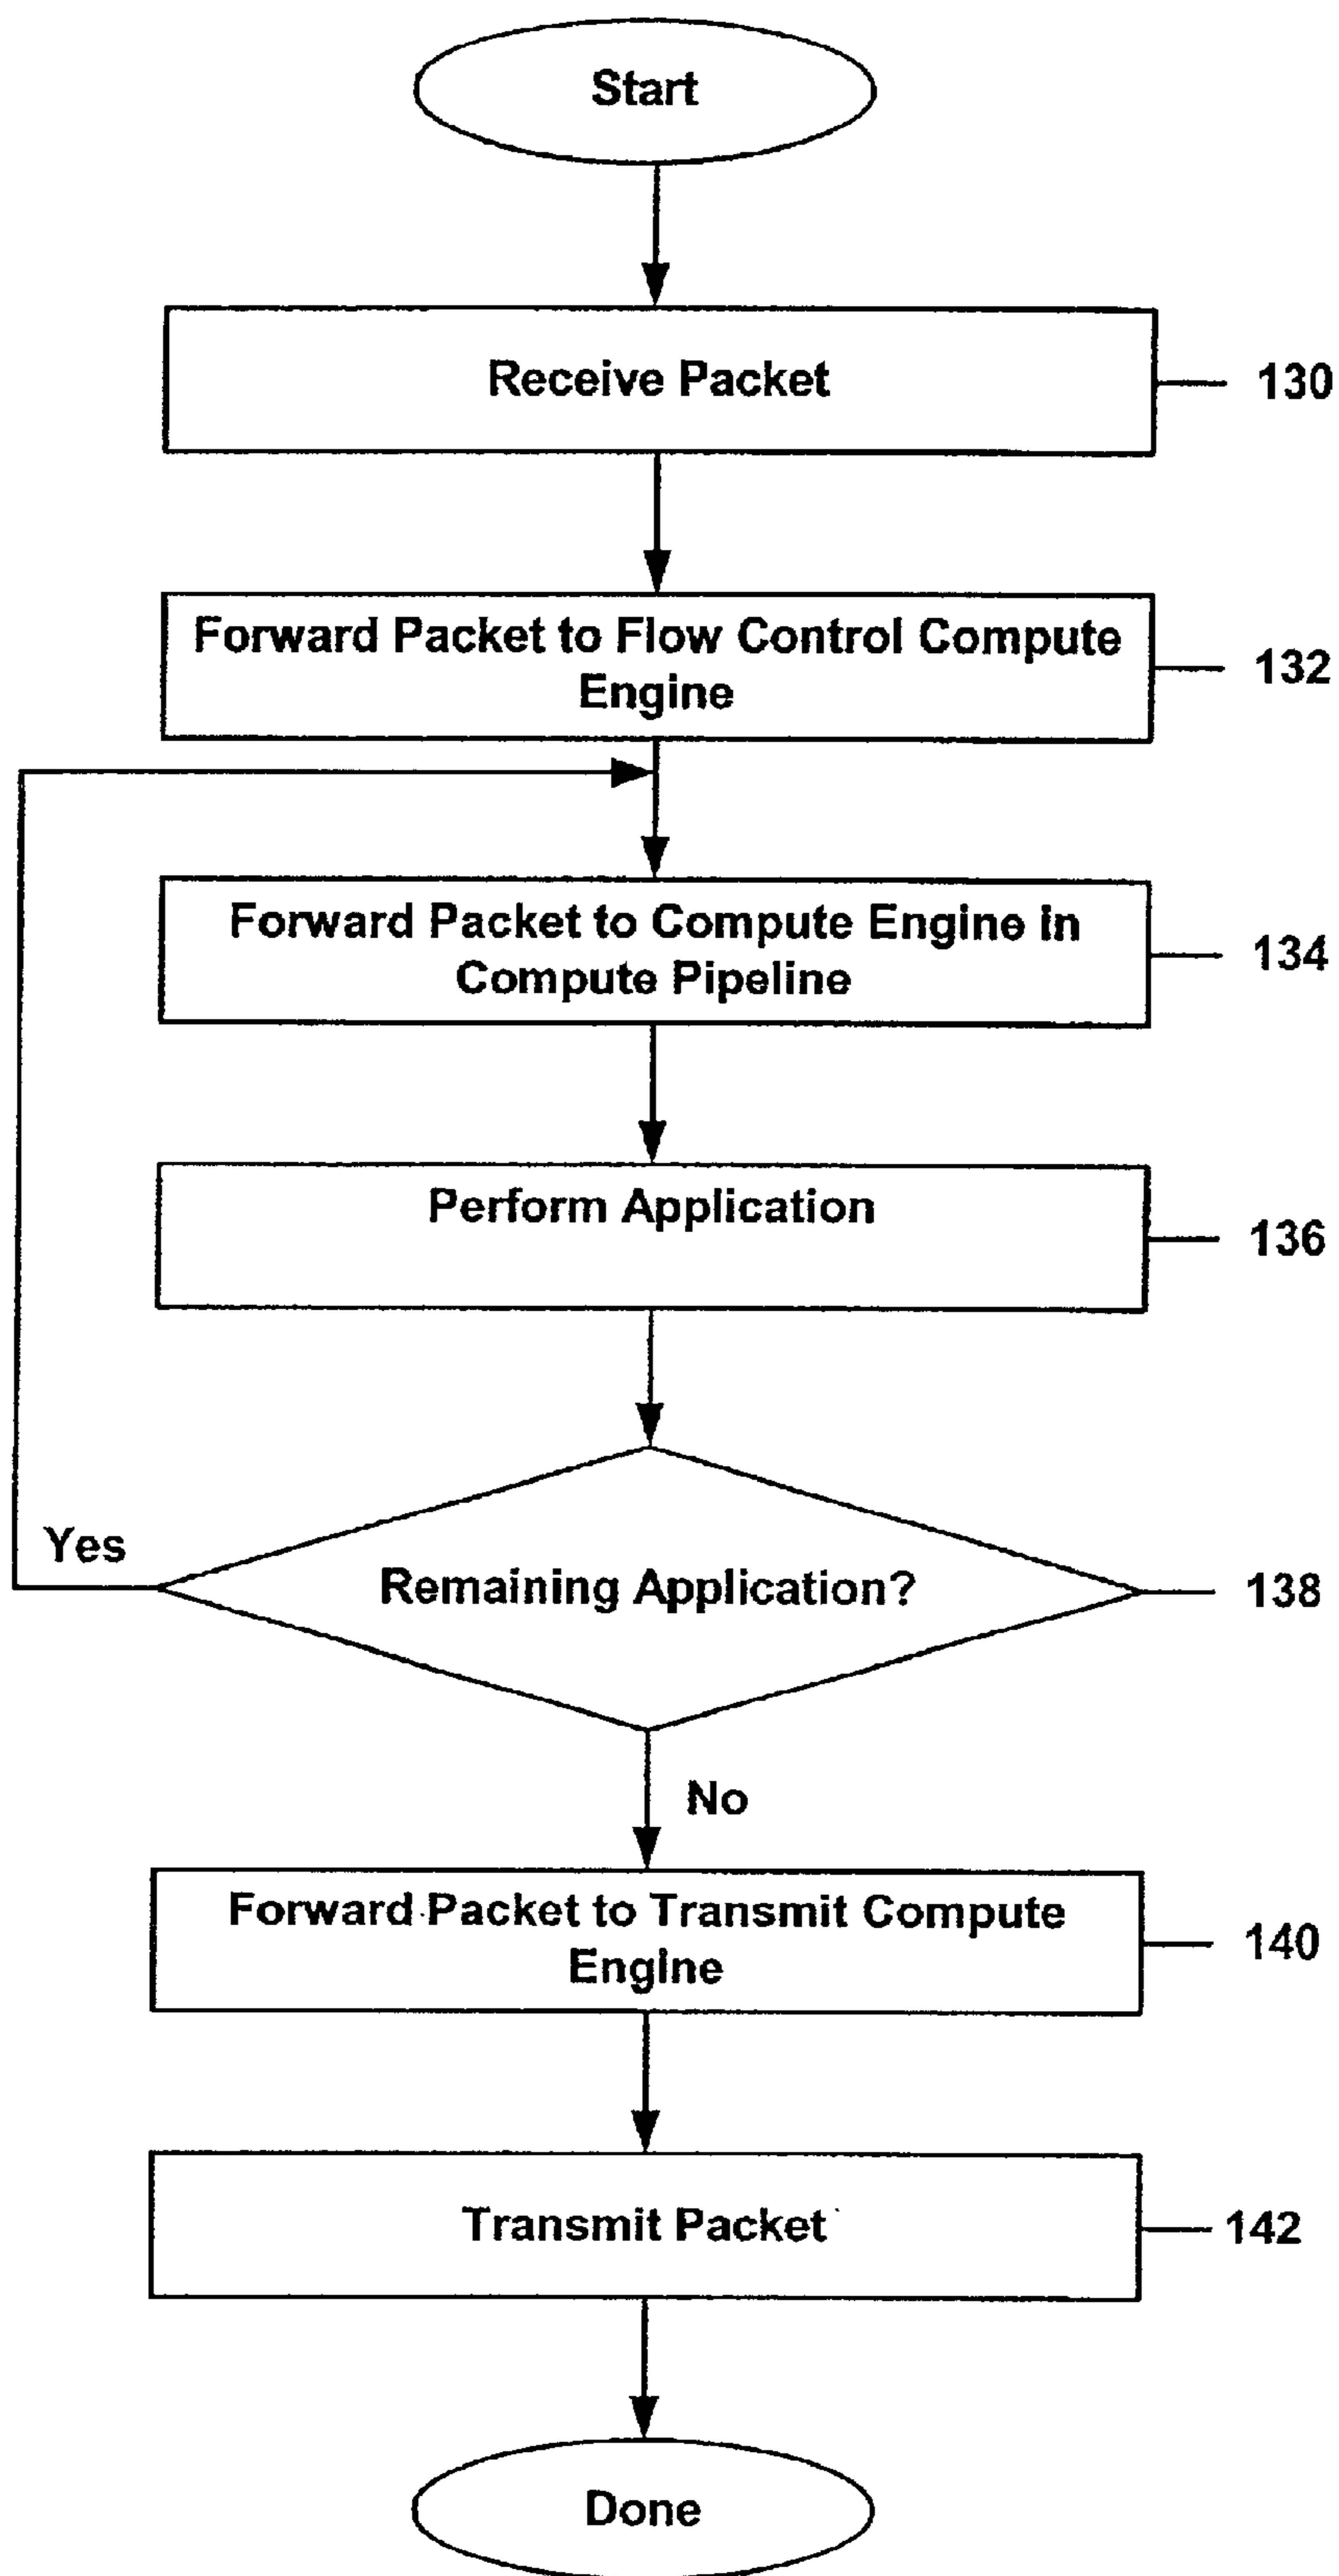 Start
Receive Packet
130
Forward Packet to Flow Control Compute
Engine
132
Forward Packet to Compute Engine in
Compute Pipeline
134
Perform Application
136
Yes
Remaining Application?
138
No
Forward Packet to Transmit Compute
Engine
140
Transmit Packet
142
Done